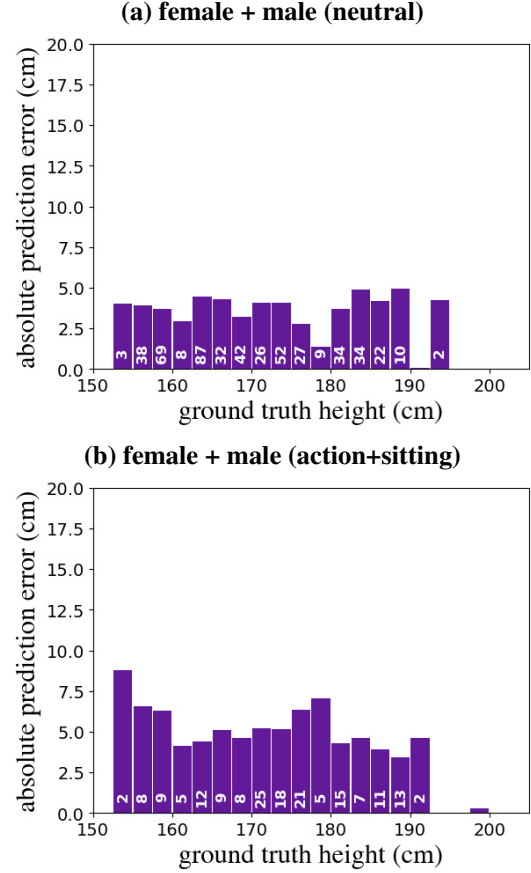 (a) female + male (neutral)
absolute prediction error (cm)
20.0
17.5
15.0
12.5
10.0
7.5
5.0
2.5
0.0
3 38 69 8 87 32 42 26 52 27 9 34 34 22 10 2
150 160 170 180 190 200
ground truth height (cm)
(b) female + male (action+sitting)
absolute prediction error (cm)
20.0
17.5
15.0
12.5
10.0
7.5
5.0
2.5
0.0
2 8 9 5 12 9 8 25 18 21 5 15 7 11 13 2
150 160 170 180 190 200
ground truth height (cm)